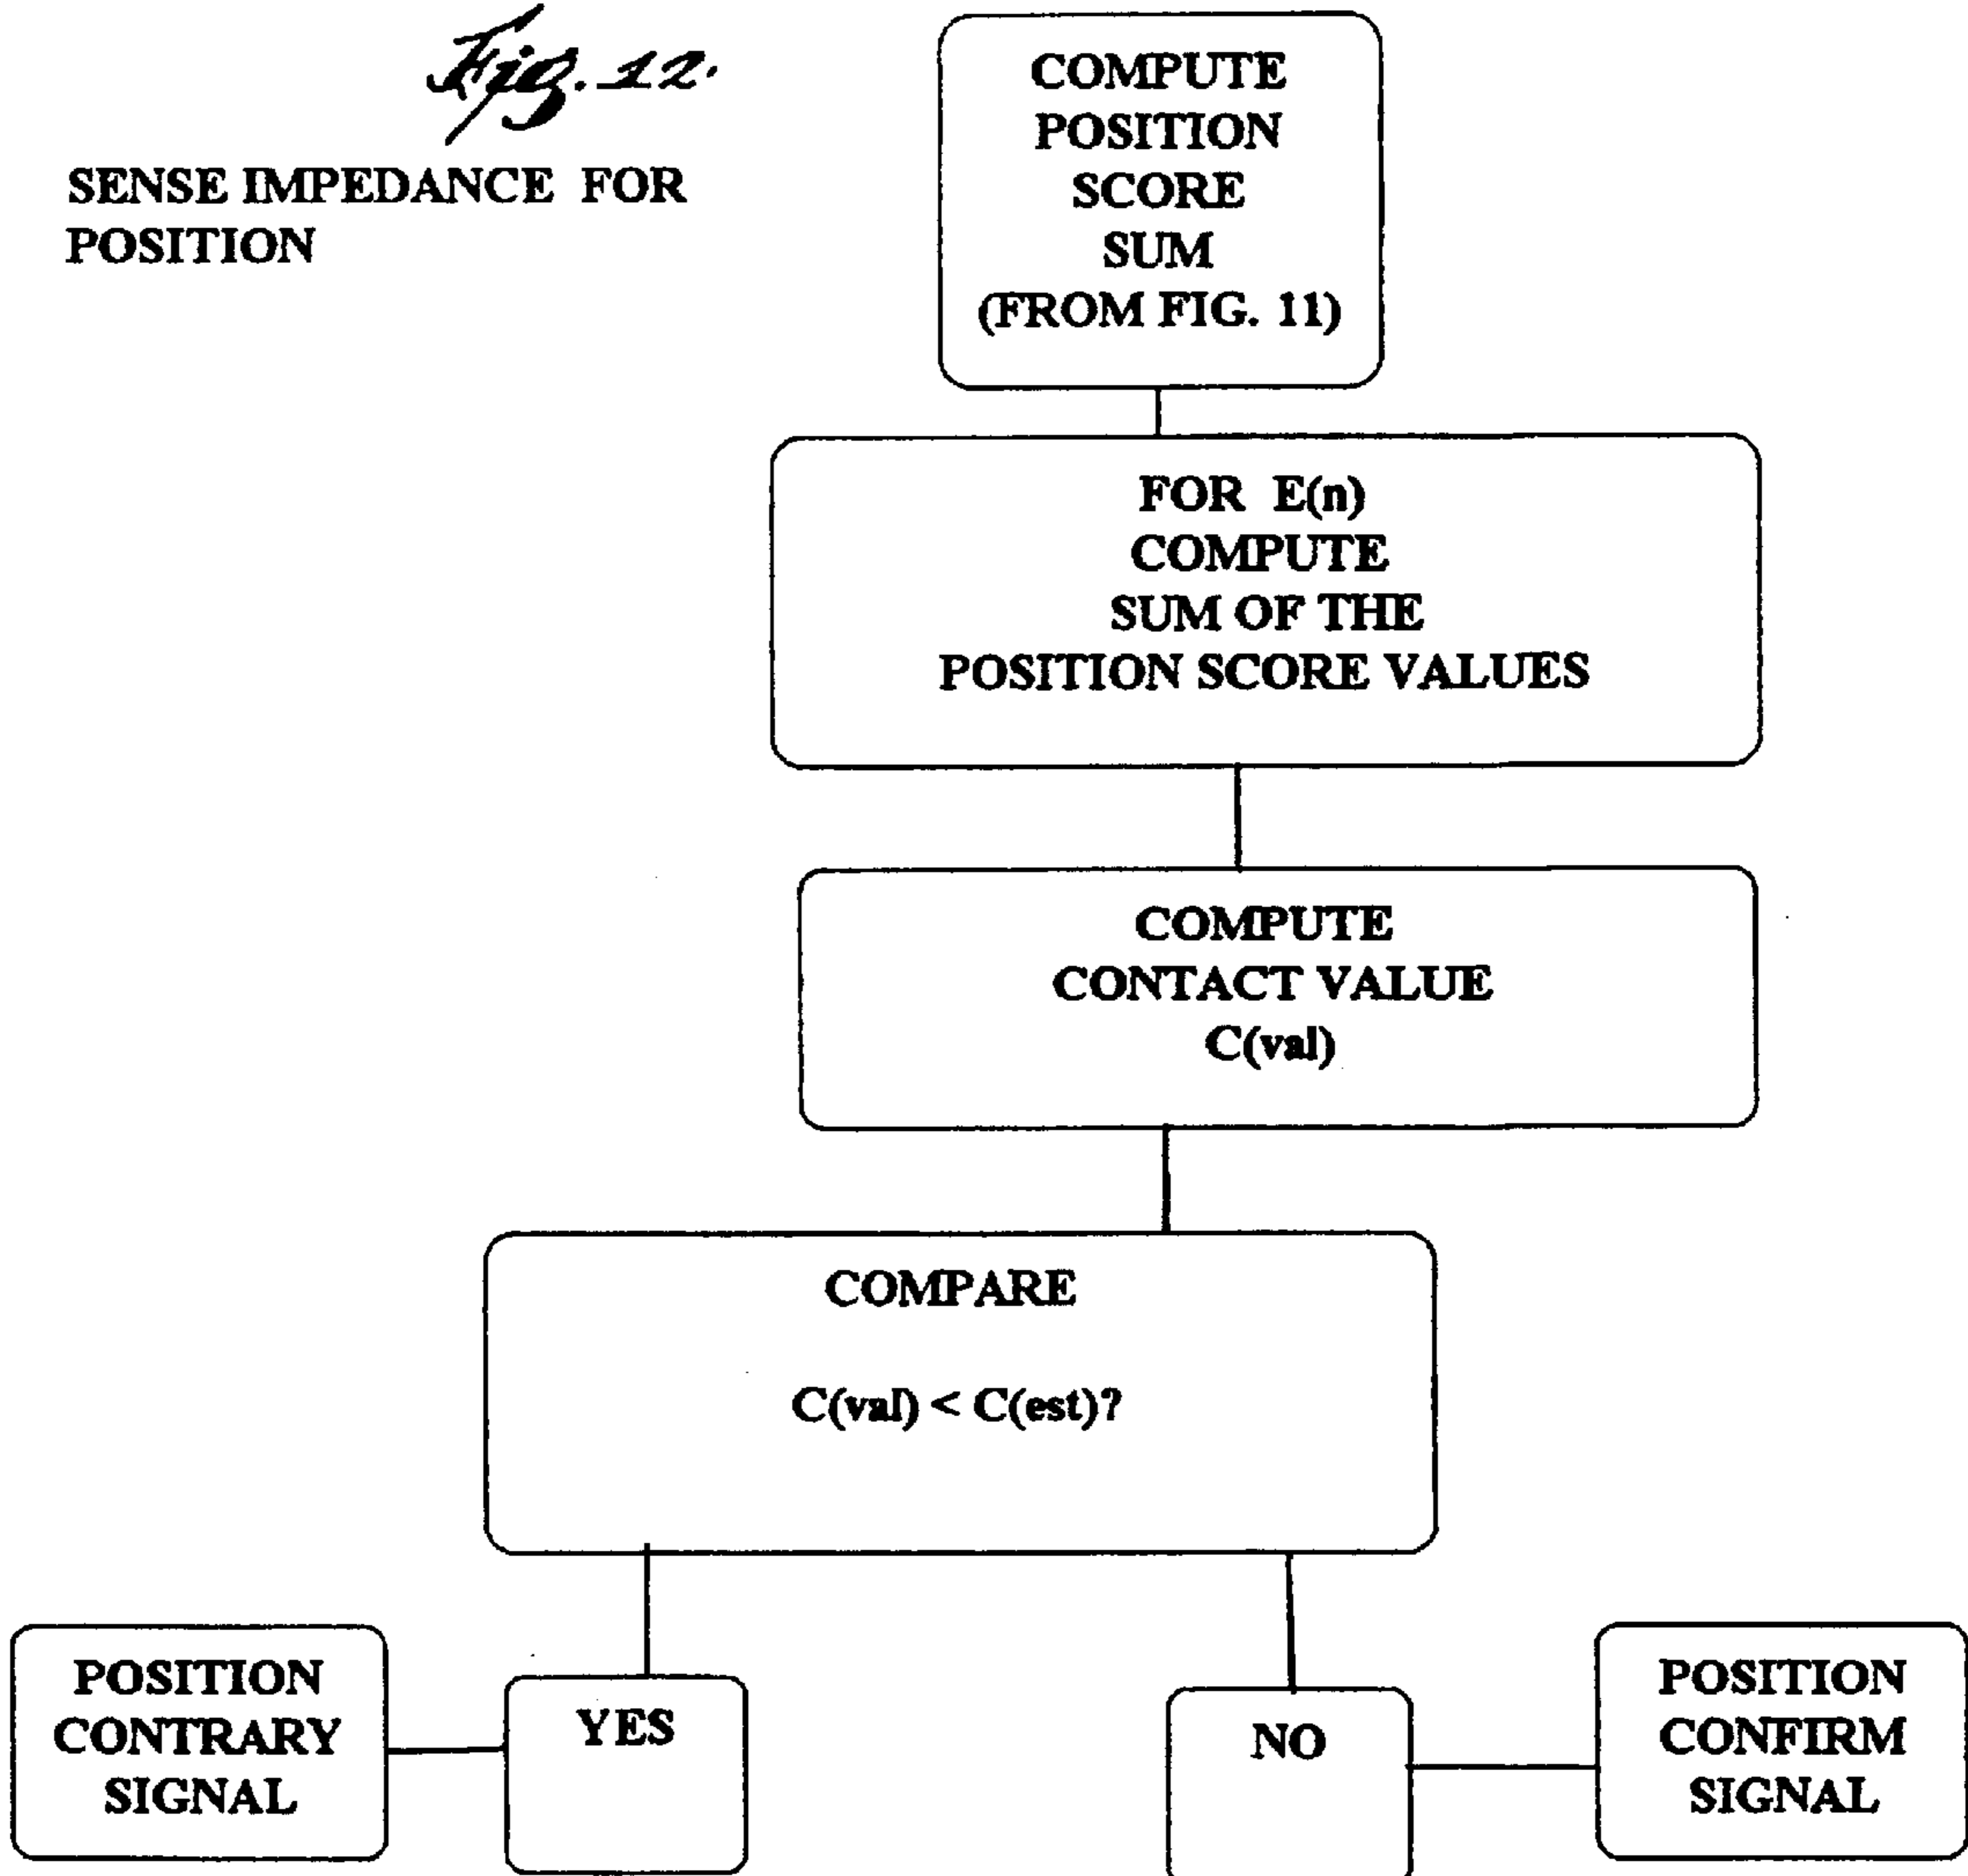 Fig. 12.
SENSE IMPEDANCE FOR
POSITION
COMPUTE
POSITION
SCORE
SUM
(FROM FIG. 11)
FOR E(n)
COMPUTE
SUM OF THE
POSITION SCORE VALUES
COMPUTE
CONTACT VALUE
C(val)
COMPARE
C(val) < C(est)?
POSITION
CONTRARY
SIGNAL
YES
NO
POSITION
CONFIRM
SIGNAL